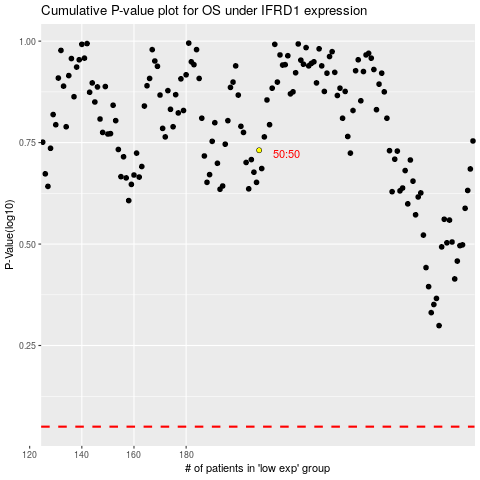 Cumulative P-value plot for OS under IFRD1 expression
1.00
0.75
0.50
0.25
P-Value(log10)
50:50
120 140 160 180
# of patients in 'low exp' group